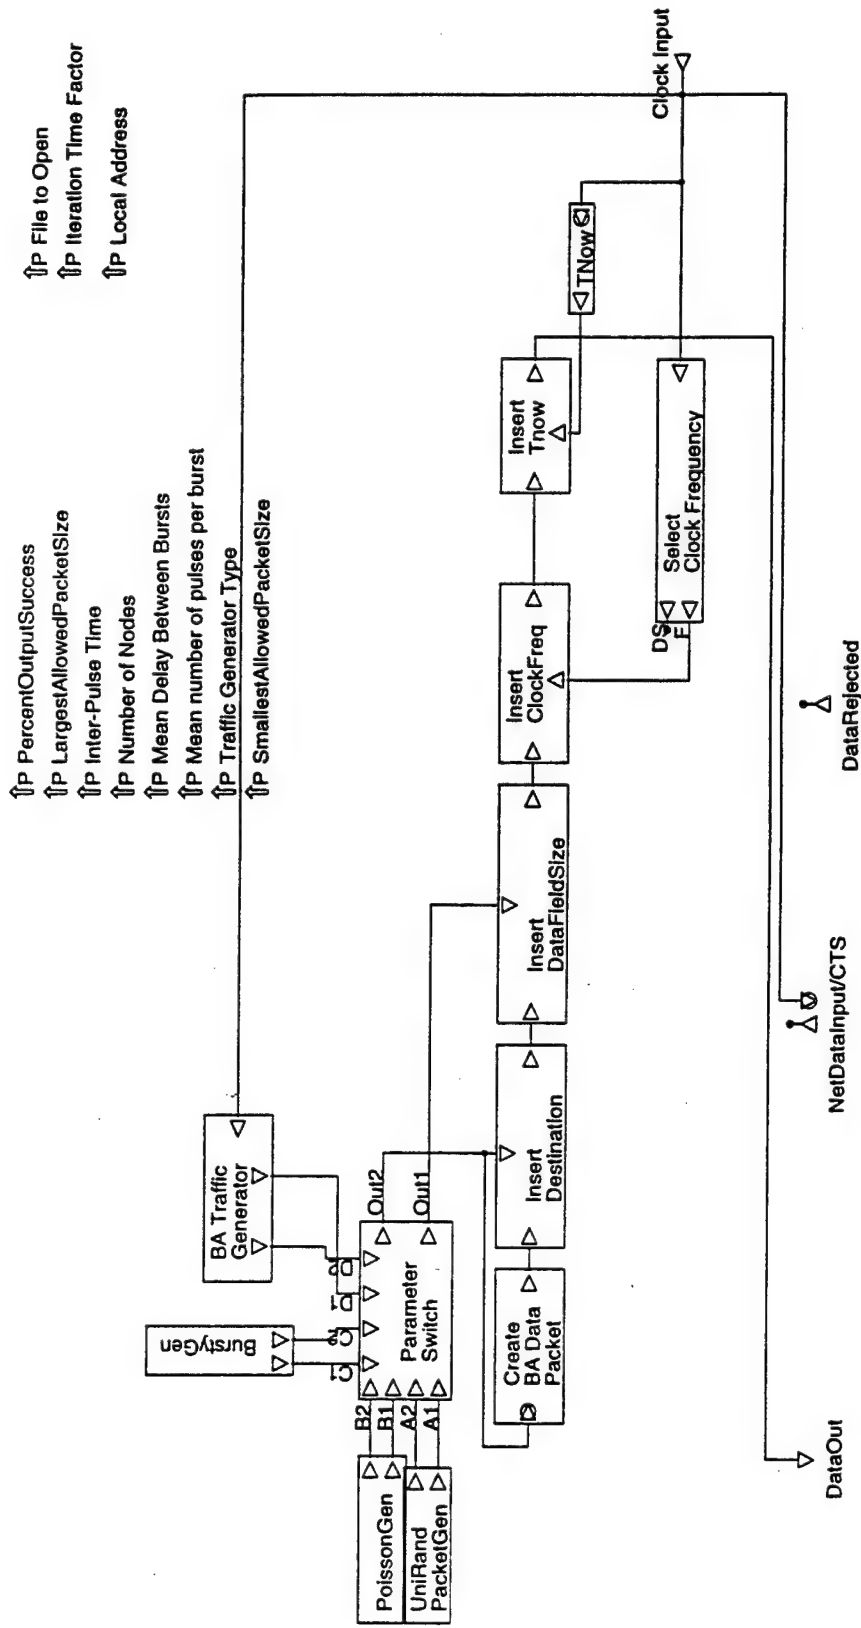 ⇑P PercentOutputSuccess
⇑P LargestAllowedPacketSize
⇑P Inter-Pulse Time
⇑P Number of Nodes
⇑P Mean Delay Between Bursts
⇑P Mean number of pulses per burst
⇑P Traffic Generator Type
⇑P SmallestAllowedPacketSize
⇑P File to Open
⇑P Iteration Time Factor
⇑P Local Address
BurstyGen
BA Traffic
Generator
C1
C2
D1
D2
PoissonGen
UniRand
PacketGen
B2
B1
A2
A1
Parameter
Switch
Out2
Out1
Create
BA Data
Packet
Insert
Destination
Insert
DataFieldSize
Insert
ClockFreq
Insert
Tnow
TNow
DS
F
Select
Clock Frequency
Clock Input
DataOut
NetDataInput/CTS
DataRejected